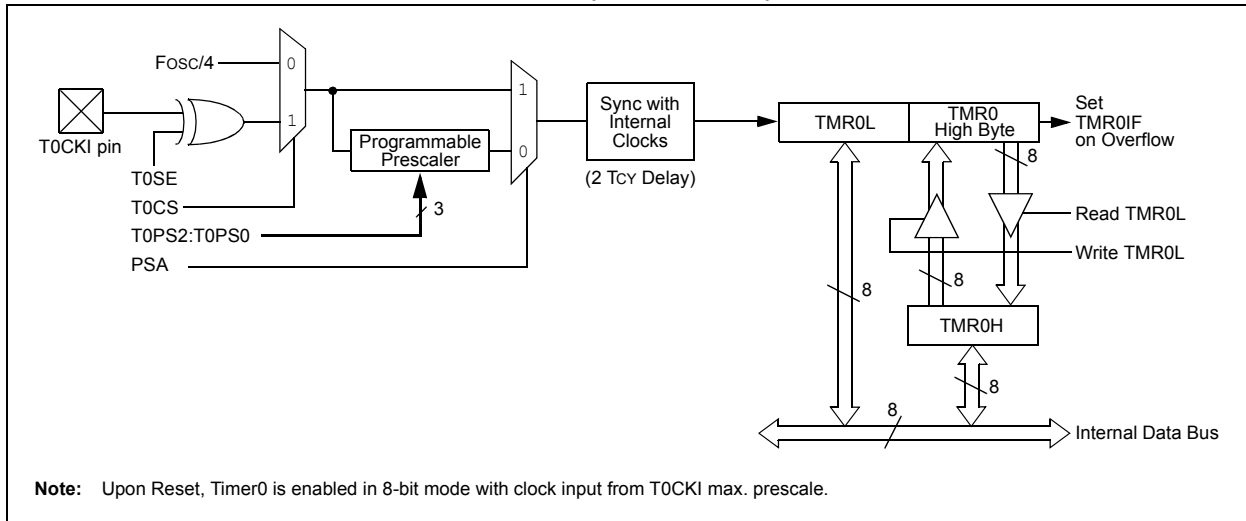 Fosc/4
0
1
T0CKI pin
T0SE
T0CS
T0PS2:T0PS0
PSA
Programmable
Prescaler
3
1
0
Sync with
Internal
Clocks
(2 TCY Delay)
TMR0L
TMR0
High Byte
Set
TMR0IF
on Overflow
8
Read TMR0L
Write TMR0L
8
8
TMR0H
8
8
Internal Data Bus
Note: Upon Reset, Timer0 is enabled in 8-bit mode with clock input from T0CKI max. prescale.